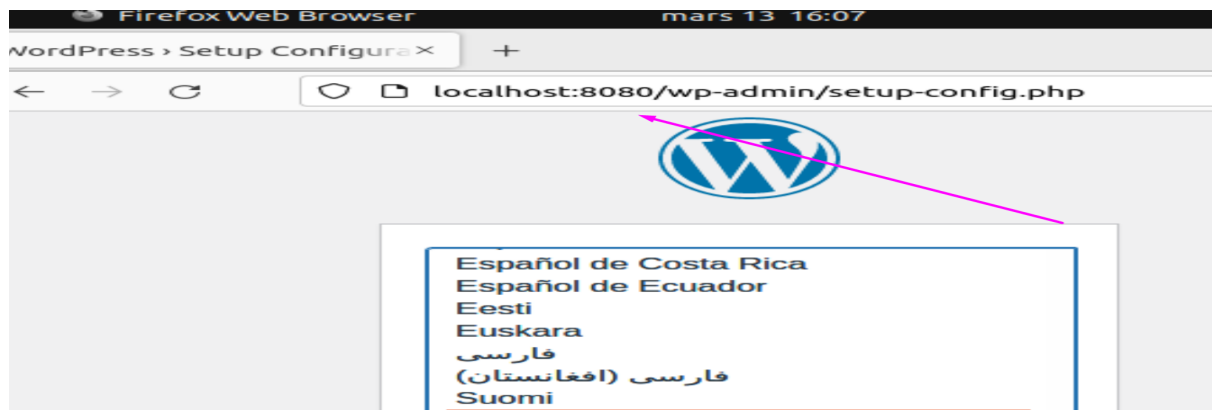 Firefox Web Browser mars 13 16:07
WordPress › Setup Configura
localhost:8080/wp-admin/setup-config.php
Español de Costa Rica
Español de Ecuador
Eesti
Euskara
فارسی
فارسی (افغانستان)
Suomi